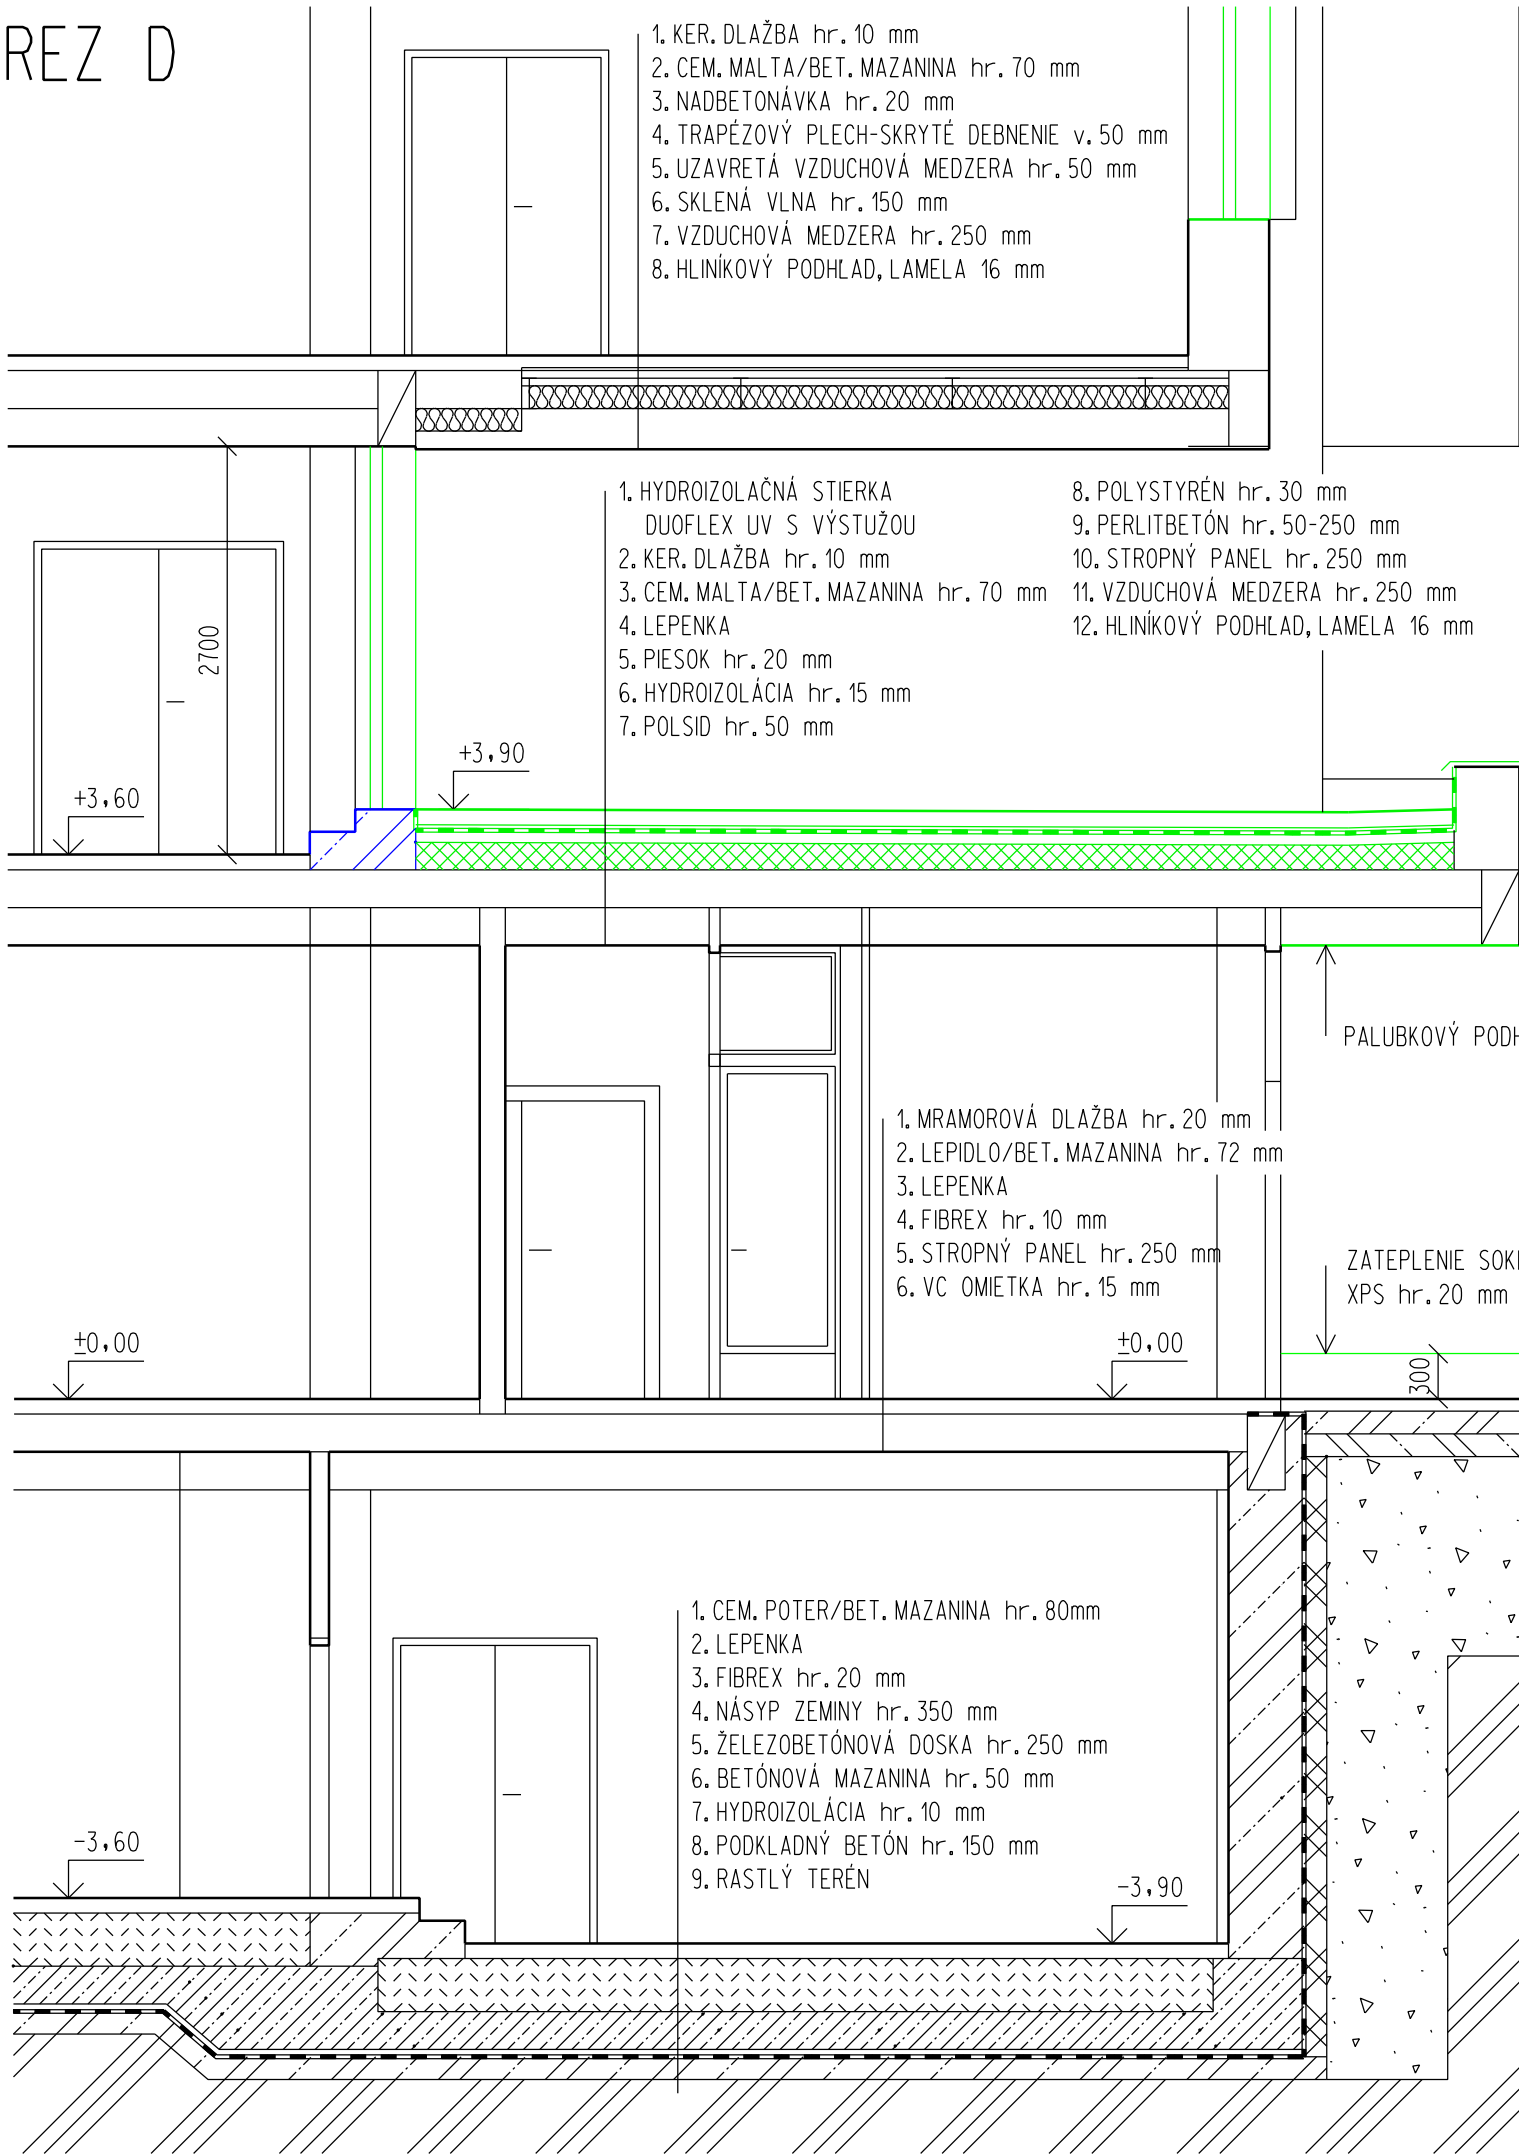 REZ D
1. KER. DLAŽBA hr. 10 mm
2. CEM. MALTA/BET. MAZANINA hr. 70 mm
3. NADBETONÁVKA hr. 20 mm
4. TRAPÉZOVÝ PLECH-SKRYTÉ DEBNENIE v. 50 mm
5. UZAVRETÁ VZDUCHOVÁ MEDZERA hr. 50 mm
6. SKLENÁ VLNA hr. 150 mm
7. VZDUCHOVÁ MEDZERA hr. 250 mm
8. HLINÍKOVÝ PODHĽAD, LAMELA 16 mm
1. HYDROIZOLAČNÁ STIERKA
DUOFLEX UV S VÝSTUŽOU
2. KER. DLAŽBA hr. 10 mm
3. CEM. MALTA/BET. MAZANINA hr. 70 mm
4. LEPENKA
5. PIESOK hr. 20 mm
6. HYDROIZOLÁCIA hr. 15 mm
7. POLSID hr. 50 mm
8. POLYSTYRÉN hr. 30 mm
9. PERLITBETÓN hr. 50-250 mm
10. STROPNÝ PANEL hr. 250 mm
11. VZDUCHOVÁ MEDZERA hr. 250 mm
12. HLINÍKOVÝ PODHĽAD, LAMELA 16 mm
2700
+3,90
+3,60
PALUBKOVÝ PODH
1. MRAMOROVÁ DLAŽBA hr. 20 mm
2. LEPIDLO/BET. MAZANINA hr. 72 mm
3. LEPENKA
4. FIBREX hr. 10 mm
5. STROPNÝ PANEL hr. 250 mm
6. VC OMIETKA hr. 15 mm
ZATEPLENIE SOK
XPS hr. 20 mm
±0,00
±0,00
300
1. CEM. POTER/BET. MAZANINA hr. 80mm
2. LEPENKA
3. FIBREX hr. 20 mm
4. NÁSYP ZEMINY hr. 350 mm
5. ŽELEZOBETÓNOVÁ DOSKA hr. 250 mm
6. BETÓNOVÁ MAZANINA hr. 50 mm
7. HYDROIZOLÁCIA hr. 10 mm
8. PODKLADNÝ BETÓN hr. 150 mm
9. RASTLÝ TERÉN
-3,60
-3,90